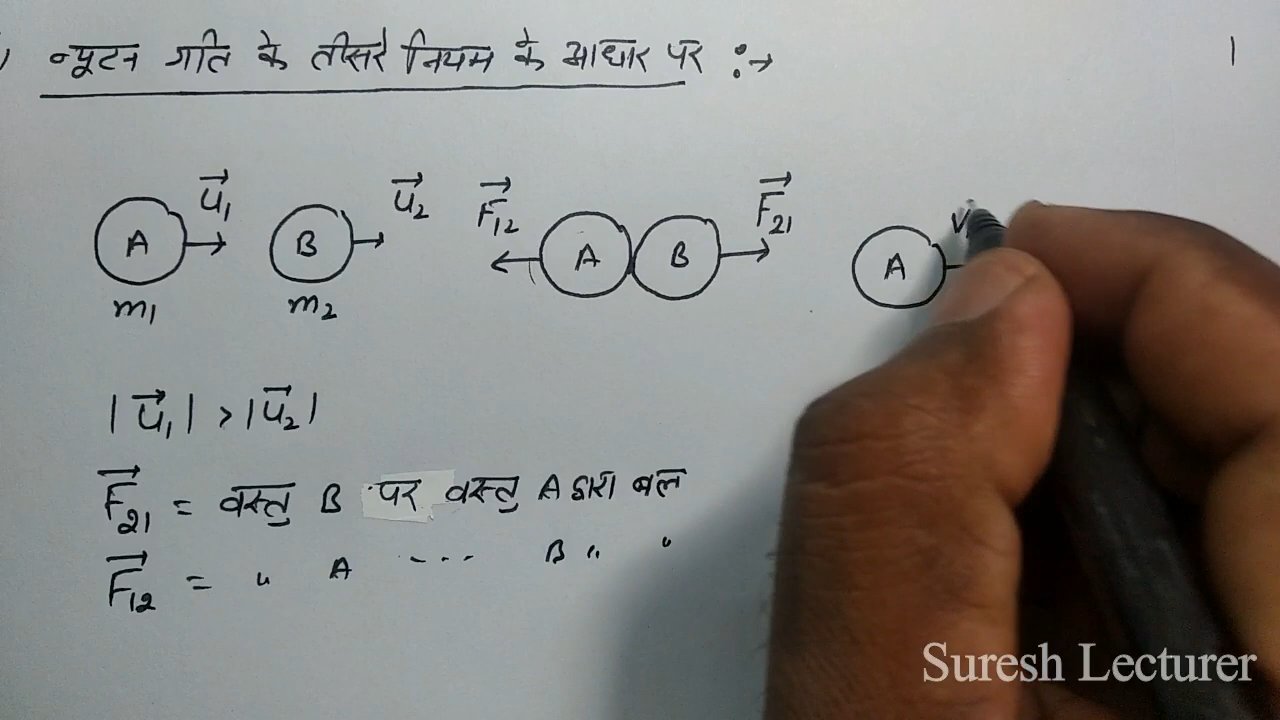 न्यूटन गति के तीसरे नियम के आधार पर :→
A u⃗₁ B u⃗₂ F⃗₁₂ A B F⃗₂₁ A V
m₁ m₂
|u⃗₁| > |u⃗₂|
F⃗₂₁ = वस्तु B पर वस्तु A द्वारा बल
F⃗₁₂ = " A --- B " "
Suresh Lecturer